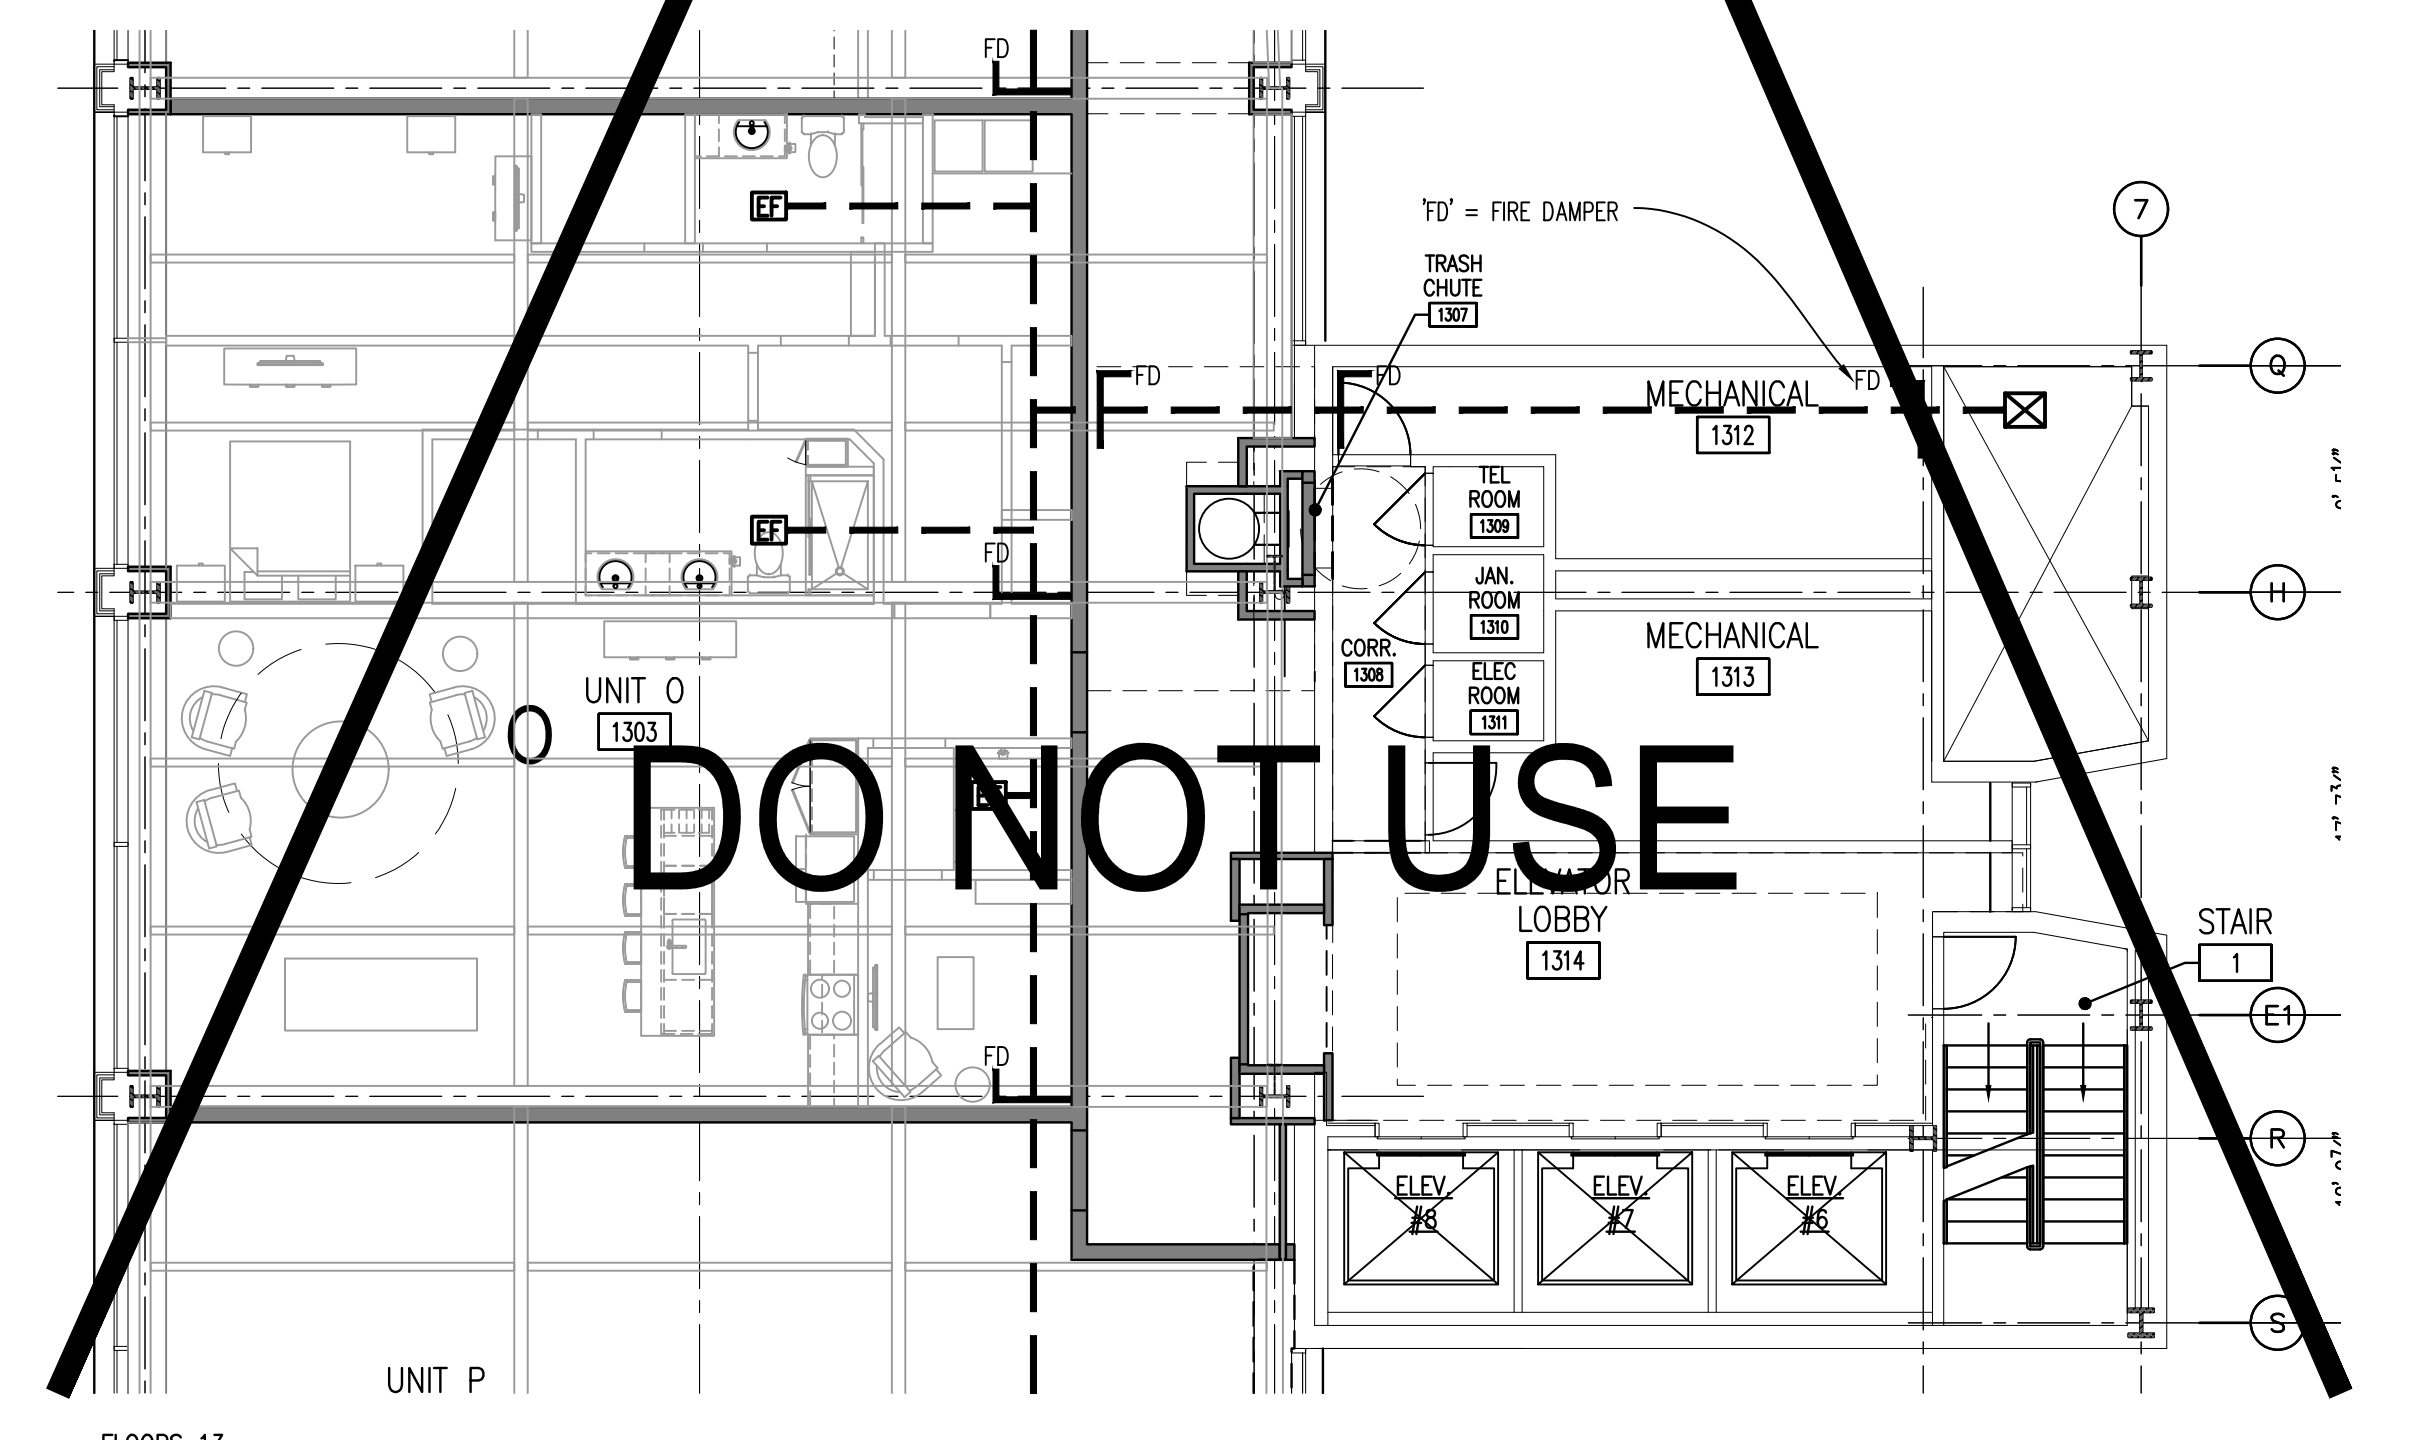 FD
'FD' = FIRE DAMPER
7
EF
TRASH
CHUTE
1307
FD
FD
FD
Q
MECHANICAL
1312
TEL
ROOM
1309
EF
FD
JAN.
ROOM
1310
H
MECHANICAL
1313
CORR.
1308
ELEC
ROOM
1311
UNIT O
1303
O
DO NOT USE
EF
ELEVATOR
LOBBY
1314
STAIR
1
E1
FD
R
ELEV.
#8
ELEV.
#7
ELEV.
#6
S
UNIT P